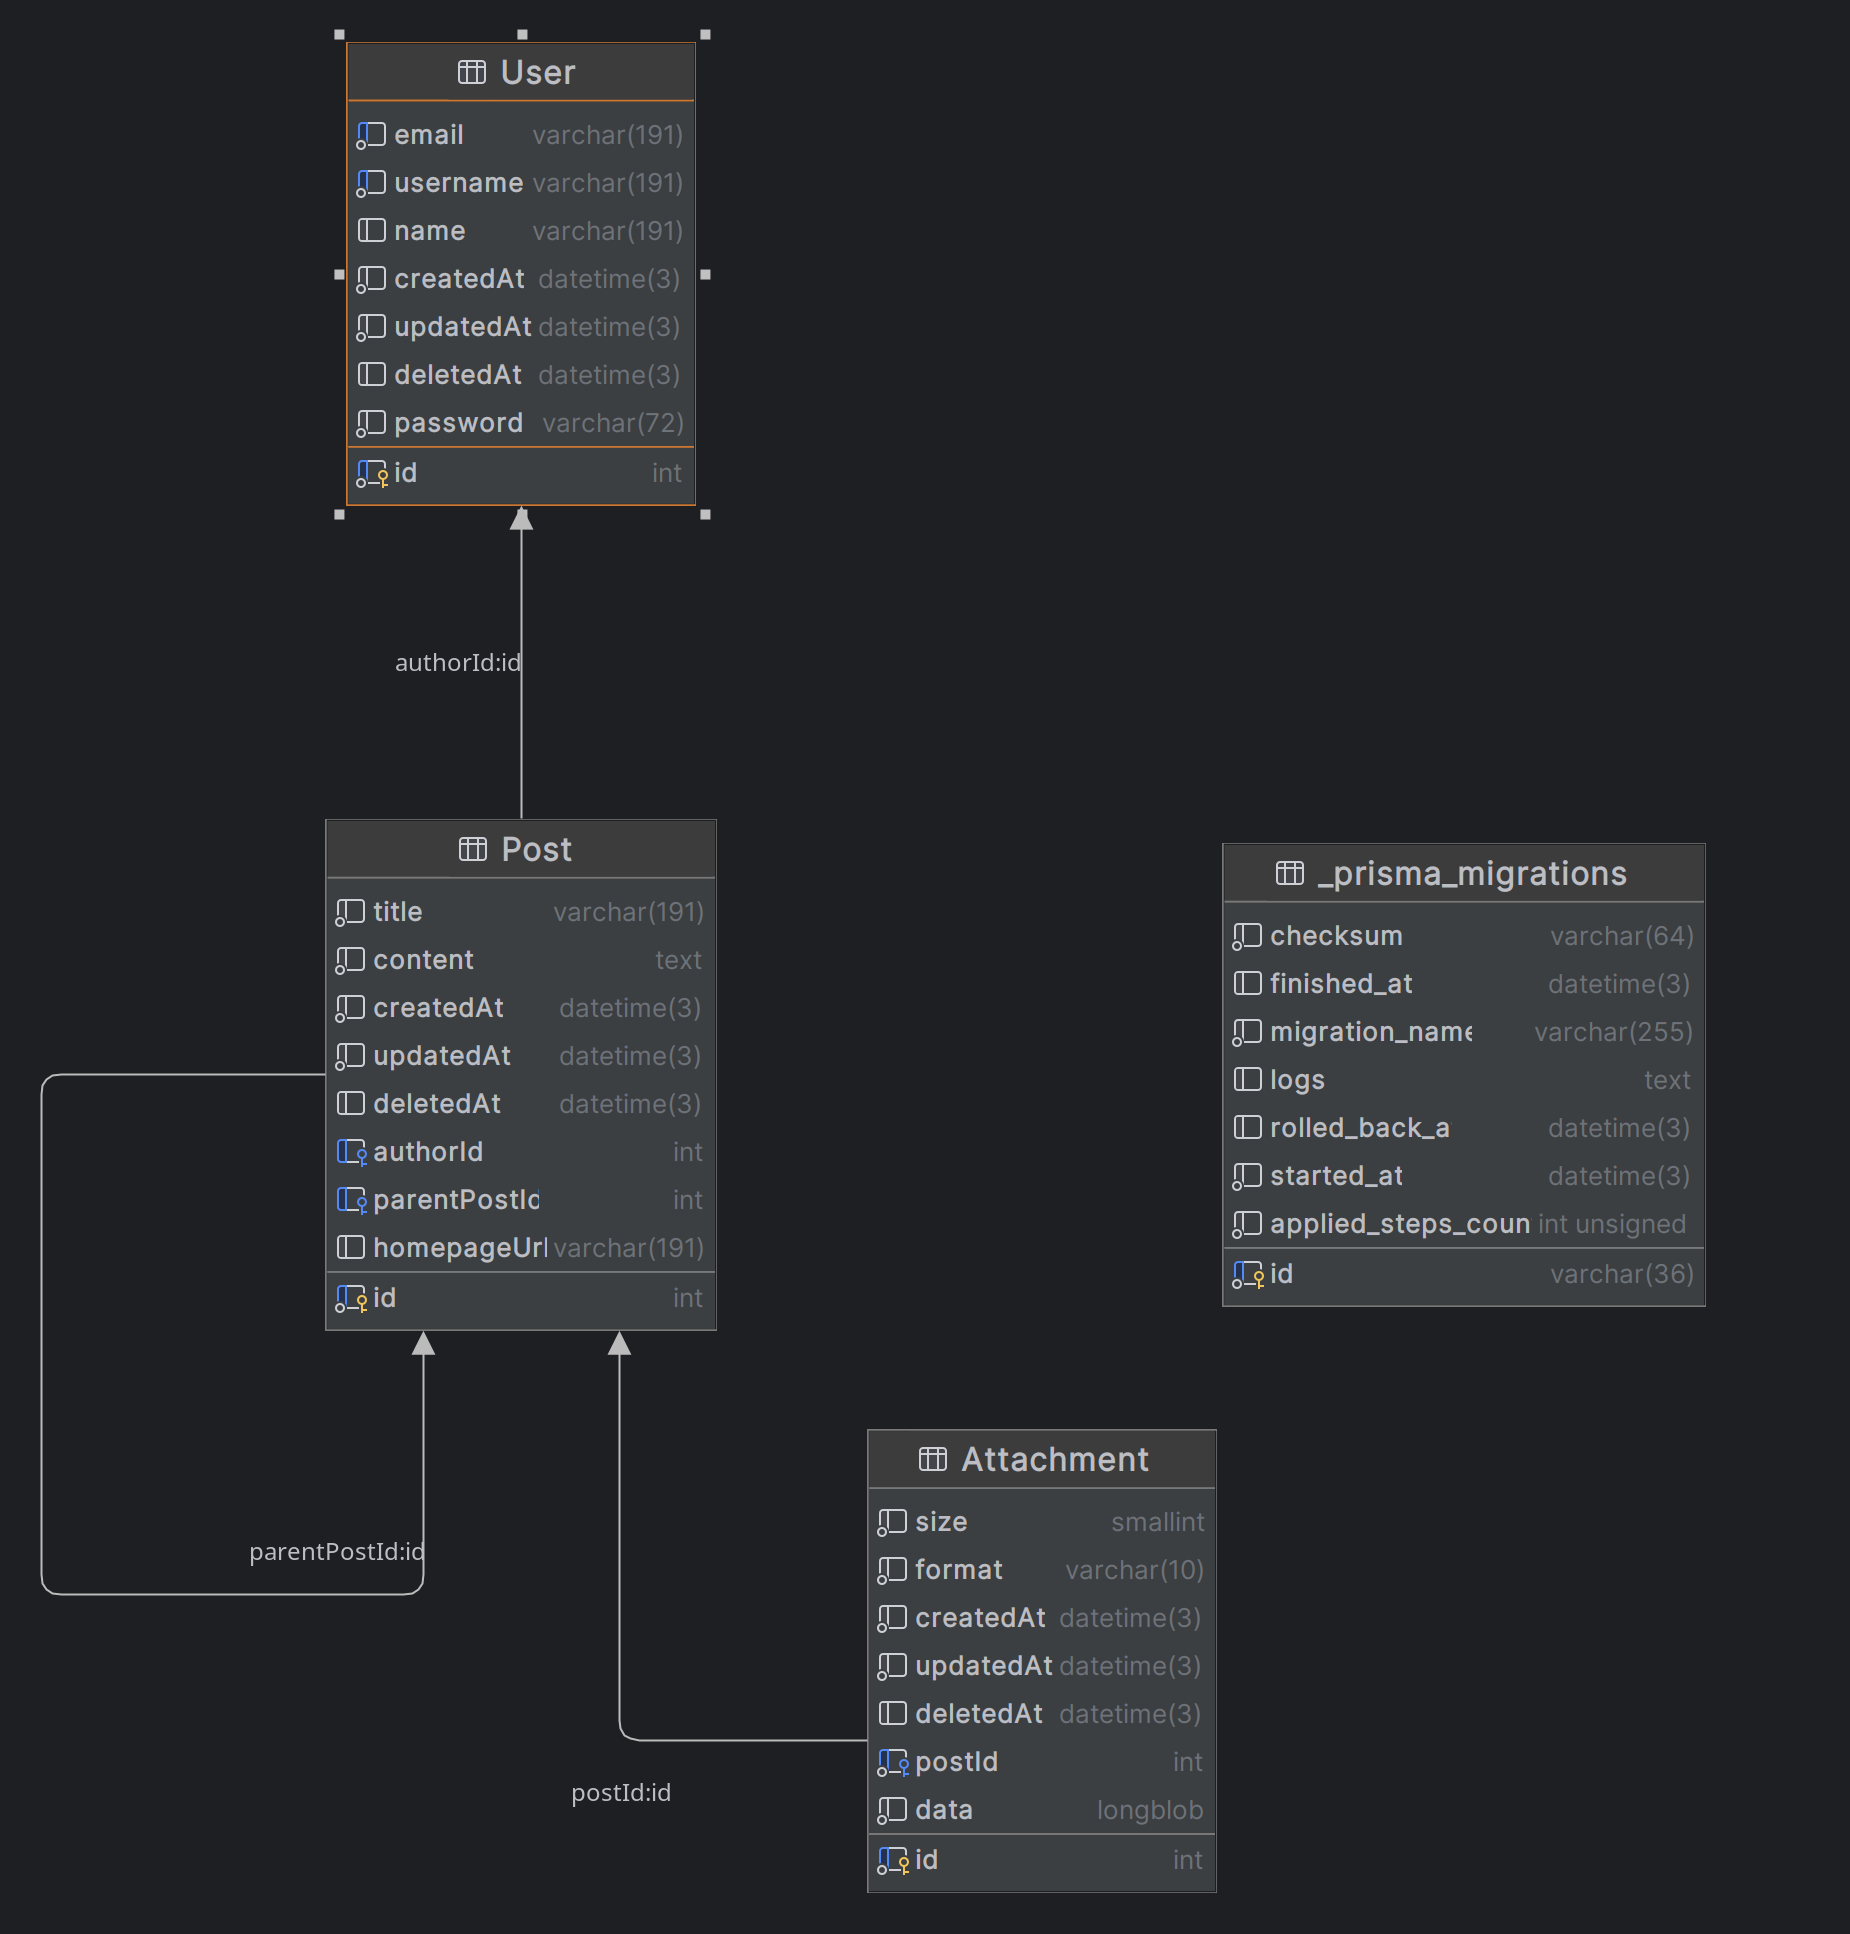 User
email varchar(191)
username varchar(191)
name varchar(191)
createdAt datetime(3)
updatedAt datetime(3)
deletedAt datetime(3)
password varchar(72)
id int
authorId:id
Post
title varchar(191)
content text
createdAt datetime(3)
updatedAt datetime(3)
deletedAt datetime(3)
authorId int
parentPostId int
homepageUrl varchar(191)
id int
parentPostId:id
postId:id
_prisma_migrations
checksum varchar(64)
finished_at datetime(3)
migration_name varchar(255)
logs text
rolled_back_a datetime(3)
started_at datetime(3)
applied_steps_coun int unsigned
id varchar(36)
Attachment
size smallint
format varchar(10)
createdAt datetime(3)
updatedAt datetime(3)
deletedAt datetime(3)
postId int
data longblob
id int